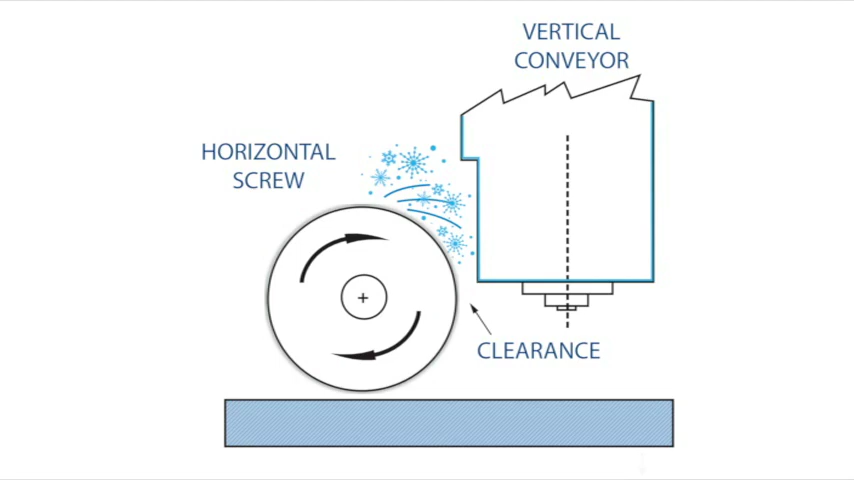 VERTICAL
CONVEYOR
HORIZONTAL
SCREW
CLEARANCE